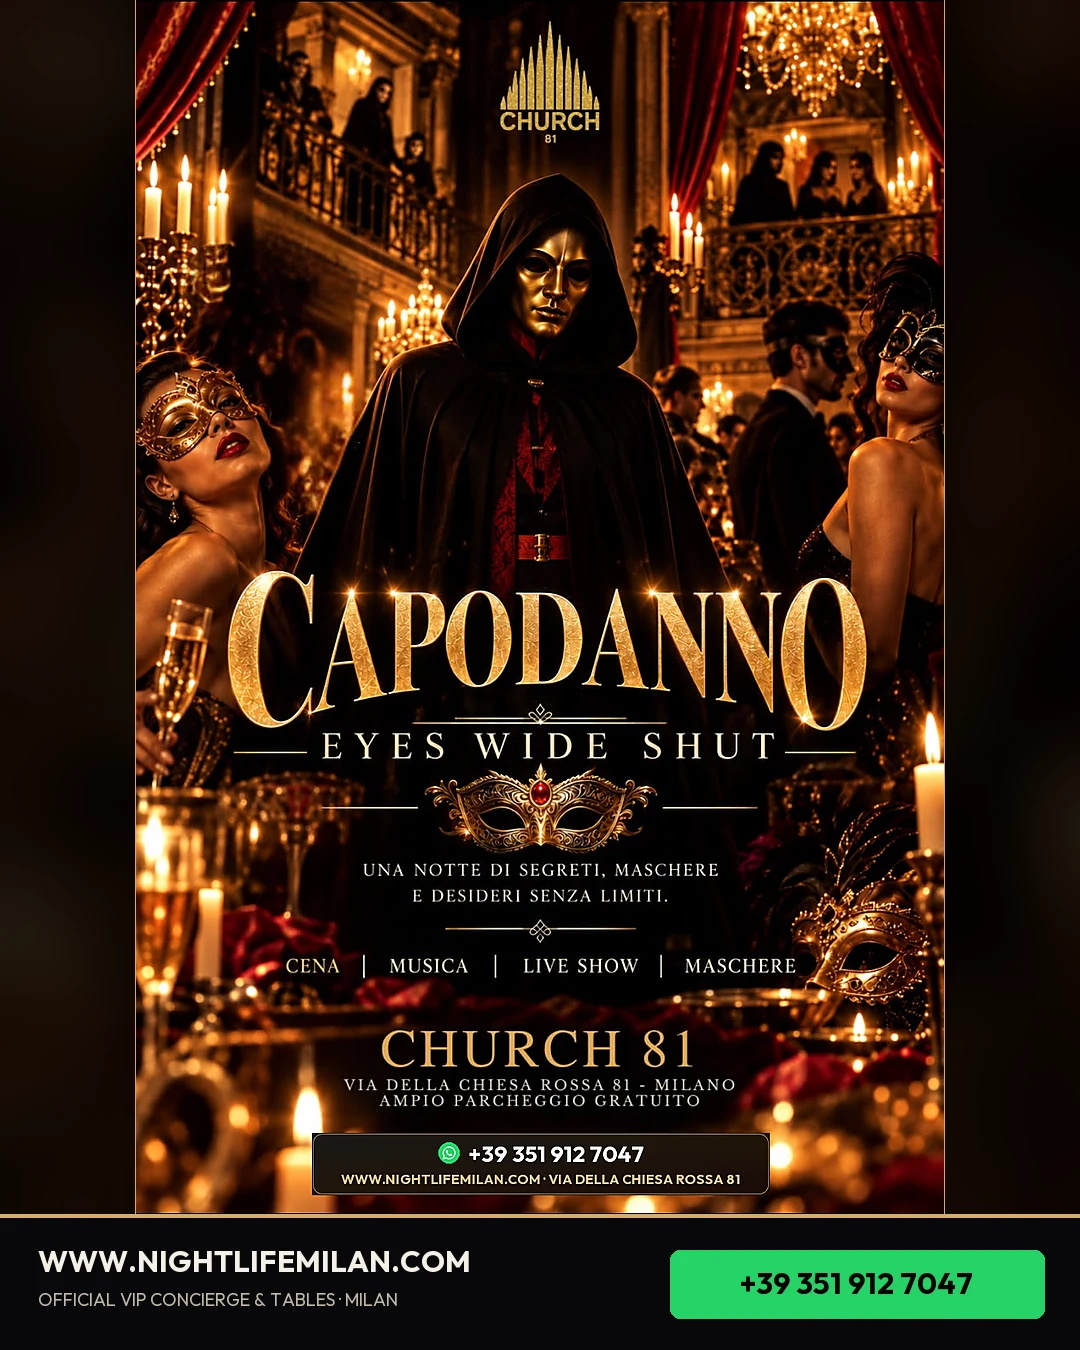 CHURCH
81
CAPODANNO
EYES WIDE SHUT
UNA NOTTE DI SEGRETI, MASCHERE
E DESIDERI SENZA LIMITI.
CENA | MUSICA | LIVE SHOW | MASCHERE
CHURCH 81
VIA DELLA CHIESA ROSSA 81 - MILANO
AMPIO PARCHEGGIO GRATUITO
+39 351 912 7047
WWW.NIGHTLIFEMILAN.COM · VIA DELLA CHIESA ROSSA 81
WWW.NIGHTLIFEMILAN.COM
OFFICIAL VIP CONCIERGE & TABLES · MILAN
+39 351 912 7047